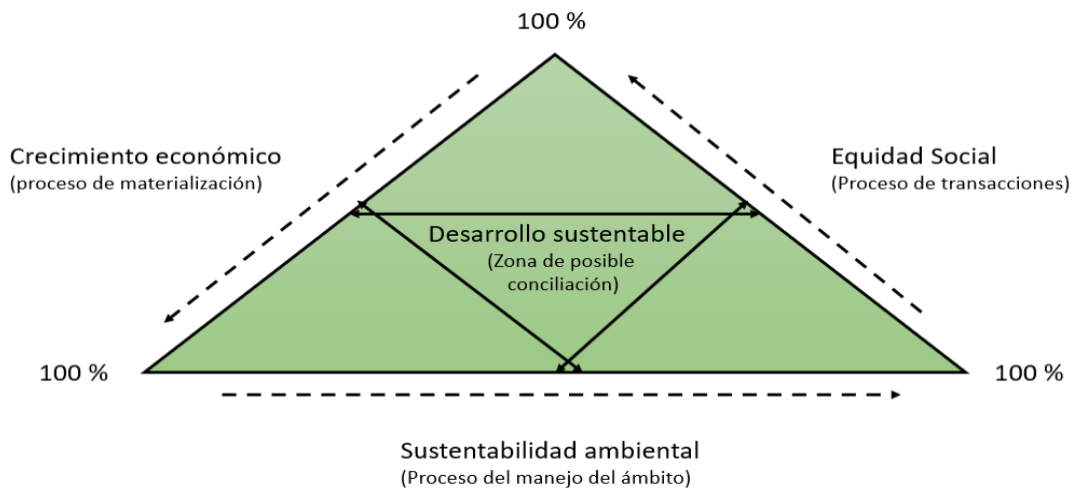 100 %
Crecimiento económico
(proceso de materialización)
Equidad Social
(Proceso de transacciones)
Desarrollo sustentable
(Zona de posible
conciliación)
100 %
100 %
Sustentabilidad ambiental
(Proceso del manejo del ámbito)